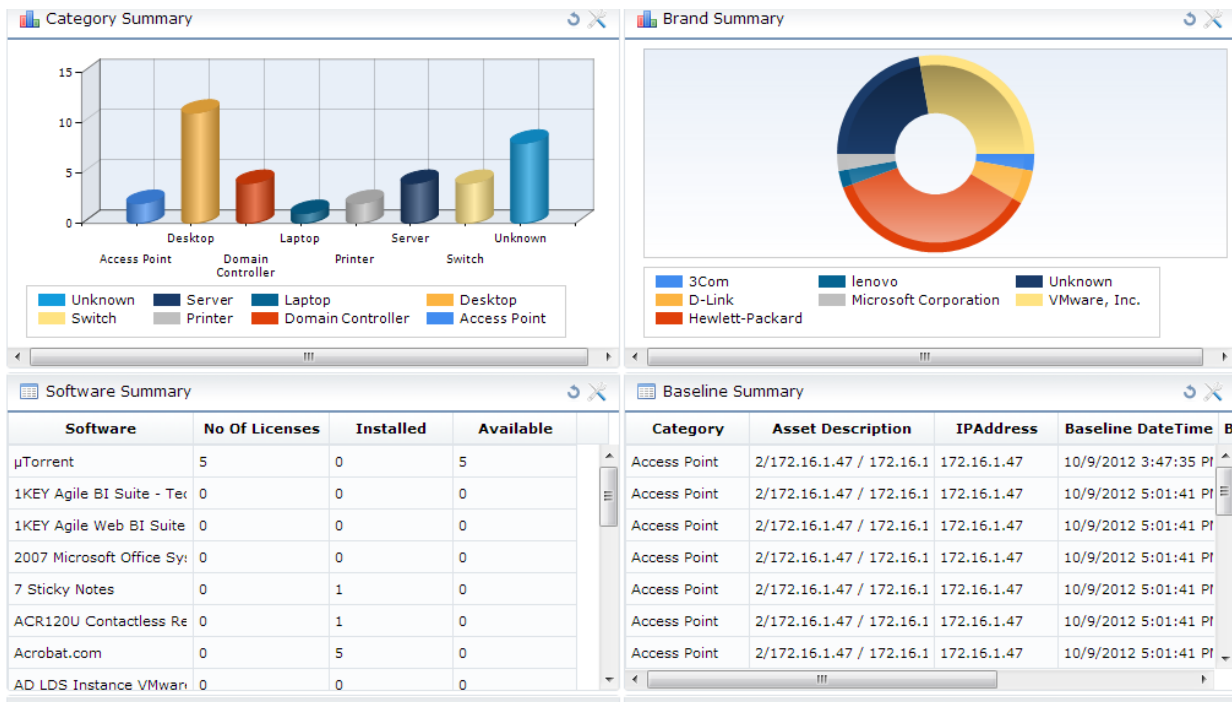 Category Summary
15
10
5
0
Desktop Laptop Server Unknown
Access Point Domain Controller Printer Switch
Unknown Server Laptop Desktop
Switch Printer Domain Controller Access Point
Brand Summary
3Com lenovo Unknown
D-Link Microsoft Corporation VMware, Inc.
Hewlett-Packard
Software Summary
Software No Of Licenses Installed Available
µTorrent 5 0 5
1KEY Agile BI Suite - Tec 0 0 0
1KEY Agile Web BI Suite 0 0 0
2007 Microsoft Office Sy 0 0 0
7 Sticky Notes 0 1 0
ACR120U Contactless Re 0 1 0
Acrobat.com 0 5 0
AD LDS Instance VMware 0 0 0
Baseline Summary
Category Asset Description IPAddress Baseline DateTime B
Access Point 2/172.16.1.47 / 172.16.1 172.16.1.47 10/9/2012 3:47:35 PM
Access Point 2/172.16.1.47 / 172.16.1 172.16.1.47 10/9/2012 5:01:41 PM
Access Point 2/172.16.1.47 / 172.16.1 172.16.1.47 10/9/2012 5:01:41 PM
Access Point 2/172.16.1.47 / 172.16.1 172.16.1.47 10/9/2012 5:01:41 PM
Access Point 2/172.16.1.47 / 172.16.1 172.16.1.47 10/9/2012 5:01:41 PM
Access Point 2/172.16.1.47 / 172.16.1 172.16.1.47 10/9/2012 5:01:41 PM
Access Point 2/172.16.1.47 / 172.16.1 172.16.1.47 10/9/2012 5:01:41 PM